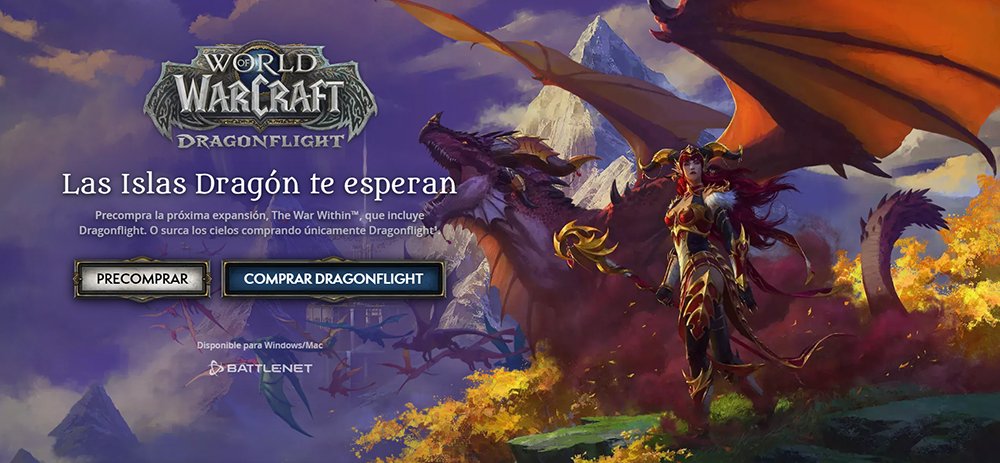 WORLD OF
WARCRAFT
DRAGONFLIGHT
Las Islas Dragón te esperan
Precompra la próxima expansión, The War Within™, que incluye
Dragonflight. O surca los cielos comprando únicamente Dragonflight¹.
PRECOMPRAR COMPRAR DRAGONFLIGHT
Disponible para Windows/Mac
BATTLE.NET